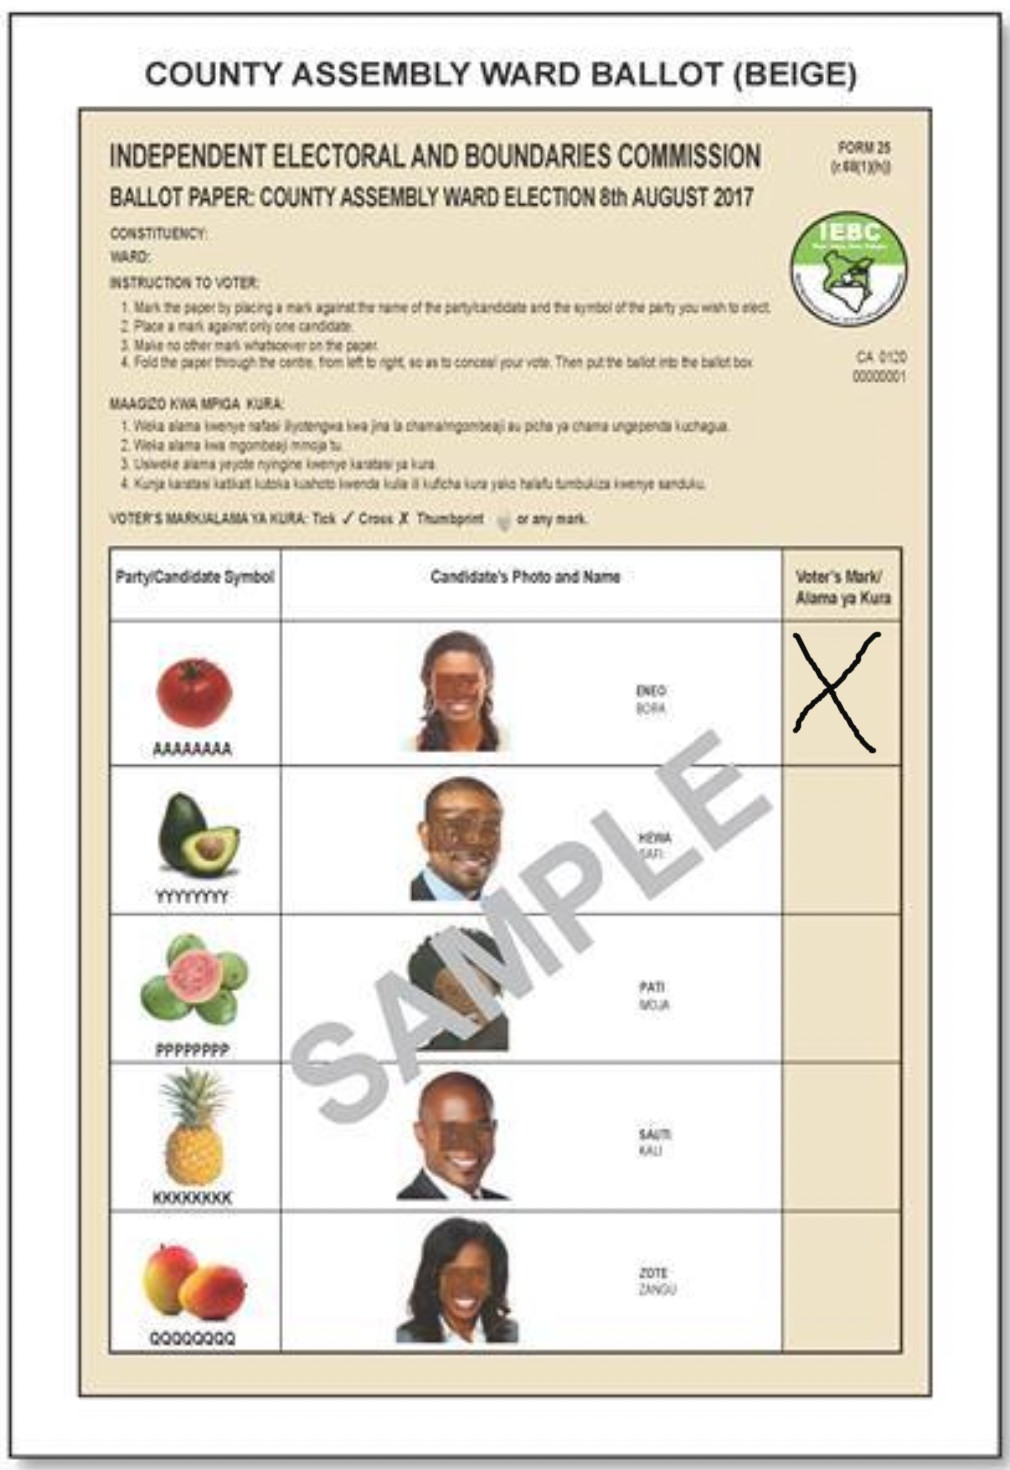 COUNTY ASSEMBLY WARD BALLOT (BEIGE)
INDEPENDENT ELECTORAL AND BOUNDARIES COMMISSION
BALLOT PAPER: COUNTY ASSEMBLY WARD ELECTION 8th AUGUST 2017
FORM 25
(r.68(1)(h))
CONSTITUENCY:
WARD:
IEBC
INSTRUCTION TO VOTER:
1. Mark the paper by placing a mark against the name of the party/candidate and the symbol of the party you wish to elect.
2. Place a mark against only one candidate.
3. Make no other mark whatsoever on the paper.
4. Fold the paper through the centre, from left to right, so as to conceal your vote. Then put the ballot into the ballot box
CA 0120
00000001
MAAGIZO KWA MPIGA KURA:
1. Weka alama kwenye nafasi iliyotengwa kwa jina la chama/mgombeaji au picha ya chama ungependa kuchagua.
2. Weka alama kwa mgombeaji mmoja tu.
3. Usiweke alama yeyote nyingine kwenye karatasi ya kura.
4. Kunja karatasi katikati kutoka kushoto kwenda kulia ili kuficha kura yako halafu tumbukiza kwenye sanduku.
VOTER'S MARK/ALAMA YA KURA: Tick ✓ Cross X Thumbprint or any mark.
Party/Candidate Symbol
Candidate's Photo and Name
Voter's Mark/
Alama ya Kura
AAAAAAAA
ENEO
BORA
X
YYYYYYYY
HEWA
SAFI
PPPPPPPP
PATI
MOJA
SAMPLE
KKKKKKKK
SAUTI
KALI
QQQQQQQQ
ZOTE
ZANGU